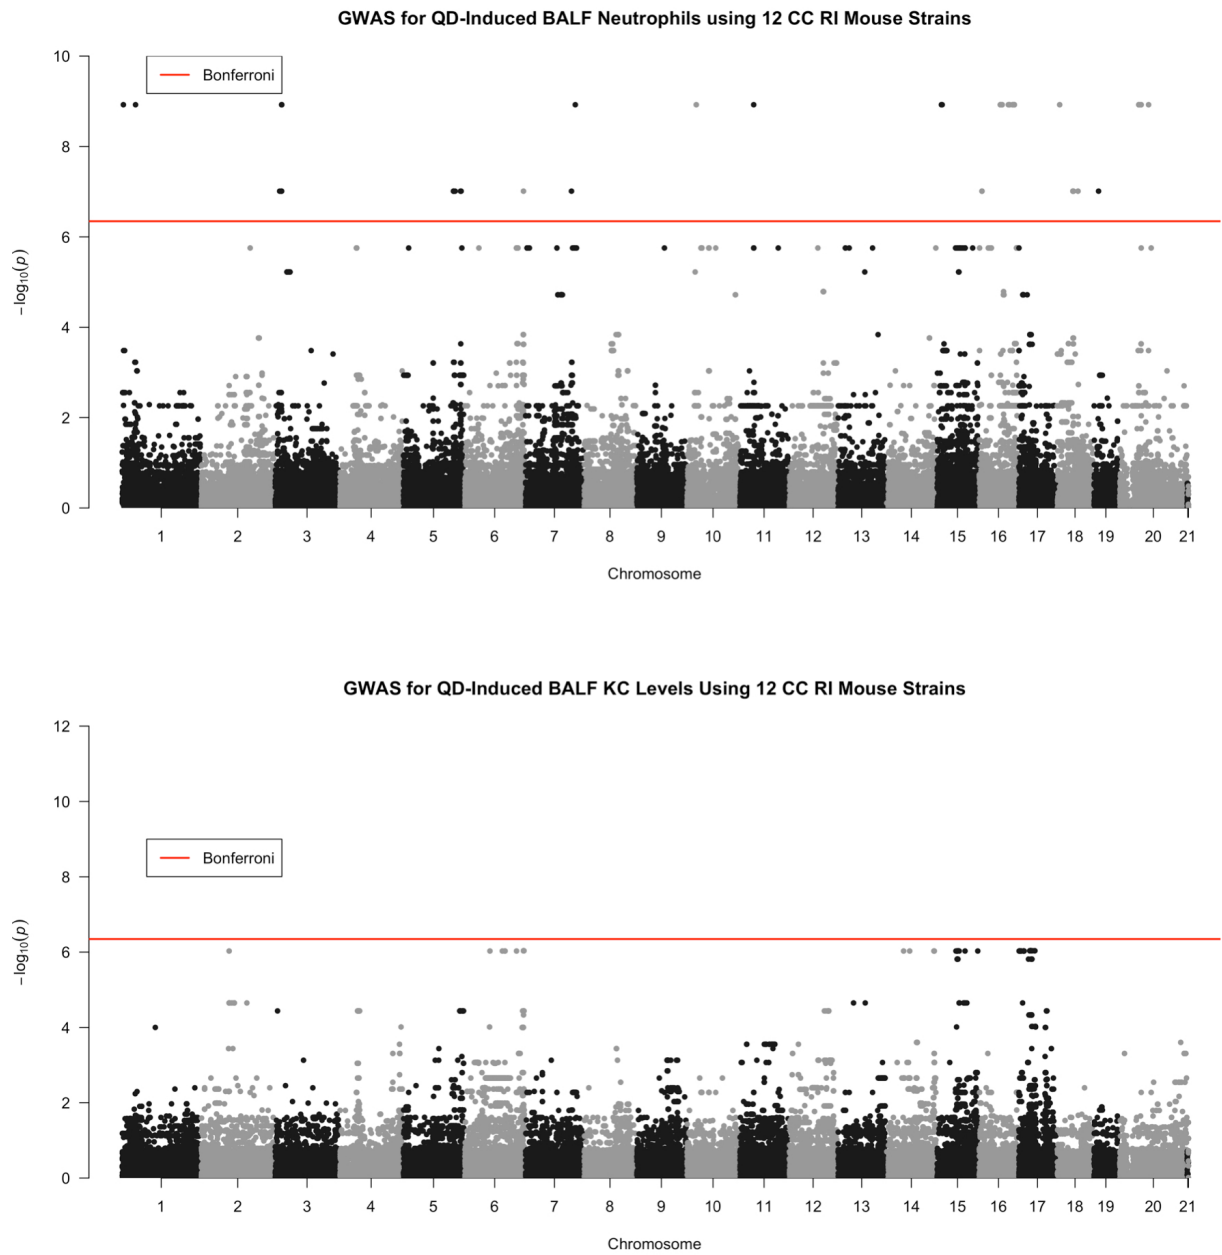 GWAS for QD-Induced BALF Neutrophils using 12 CC RI Mouse Strains
10
Bonferroni
8
6
−log10(p)
4
2
0
1 2 3 4 5 6 7 8 9 10 11 12 13 14 15 16 17 18 19 20 21
Chromosome
GWAS for QD-Induced BALF KC Levels Using 12 CC RI Mouse Strains
12
10
Bonferroni
8
6
−log10(p)
4
2
0
1 2 3 4 5 6 7 8 9 10 11 12 13 14 15 16 17 18 19 20 21
Chromosome